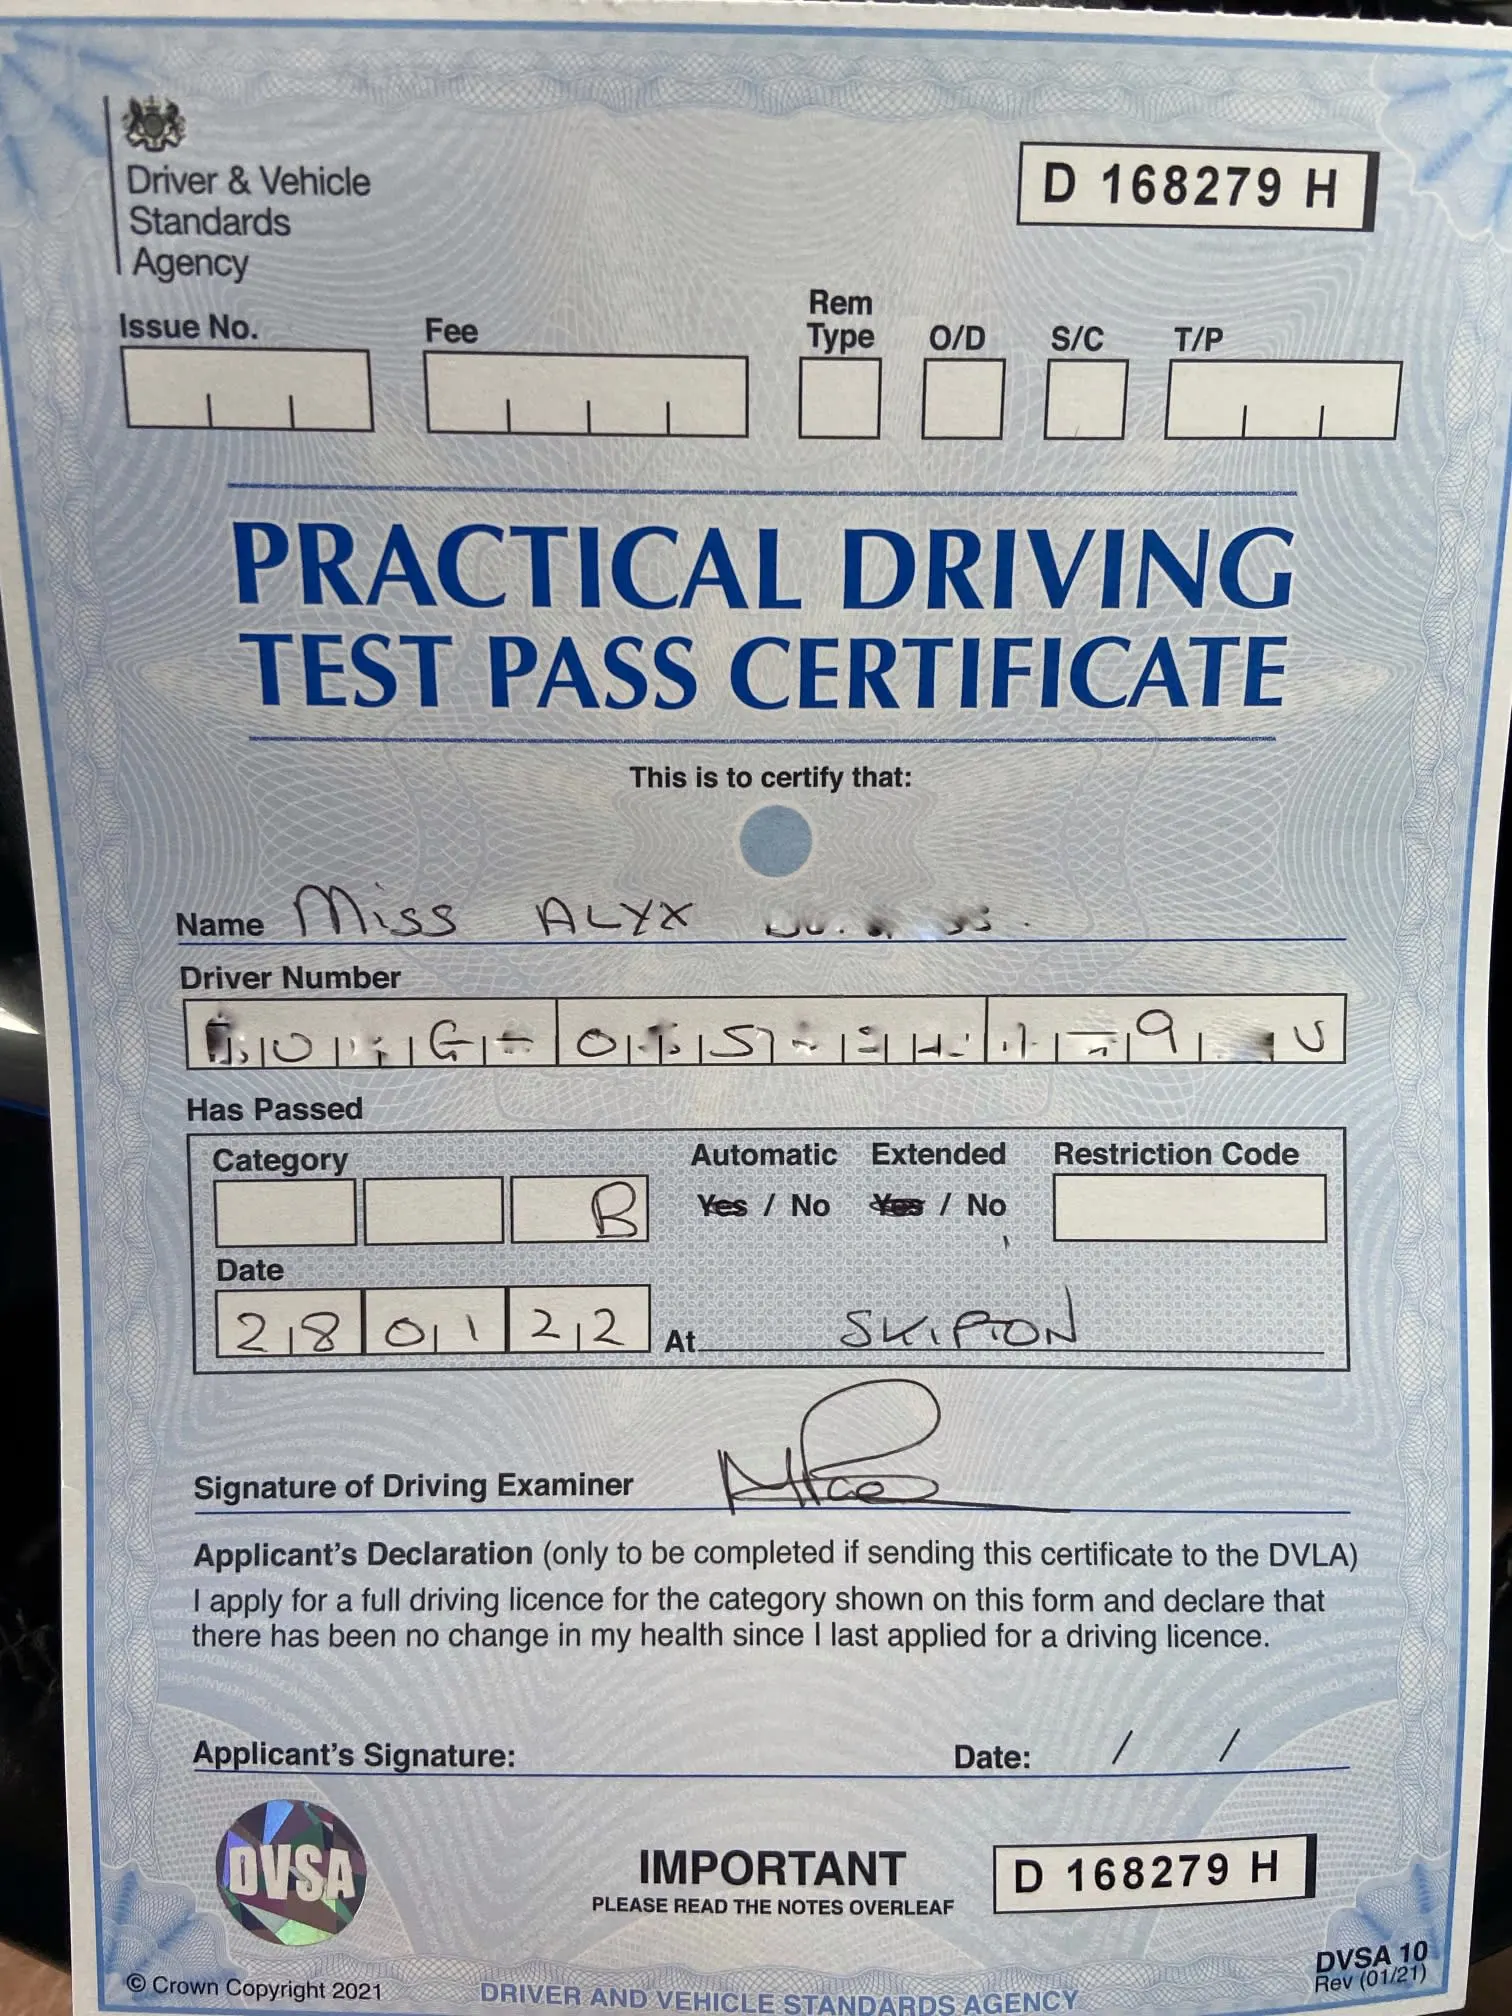 Driver & Vehicle
Standards
Agency
D 168279 H
Issue No. Fee Rem Type O/D S/C T/P
PRACTICAL DRIVING
TEST PASS CERTIFICATE
This is to certify that:
Name Miss ALYX
Driver Number
Has Passed
Category Automatic Extended Restriction Code
B Yes / No Yes / No
Date
28 01 22 At SKIPTON
Signature of Driving Examiner
Applicant's Declaration (only to be completed if sending this certificate to the DVLA)
I apply for a full driving licence for the category shown on this form and declare that
there has been no change in my health since I last applied for a driving licence.
Applicant's Signature: Date: / /
DVSA
IMPORTANT
PLEASE READ THE NOTES OVERLEAF
D 168279 H
DVSA 10
Rev (01/21)
© Crown Copyright 2021
DRIVER AND VEHICLE STANDARDS AGENCY